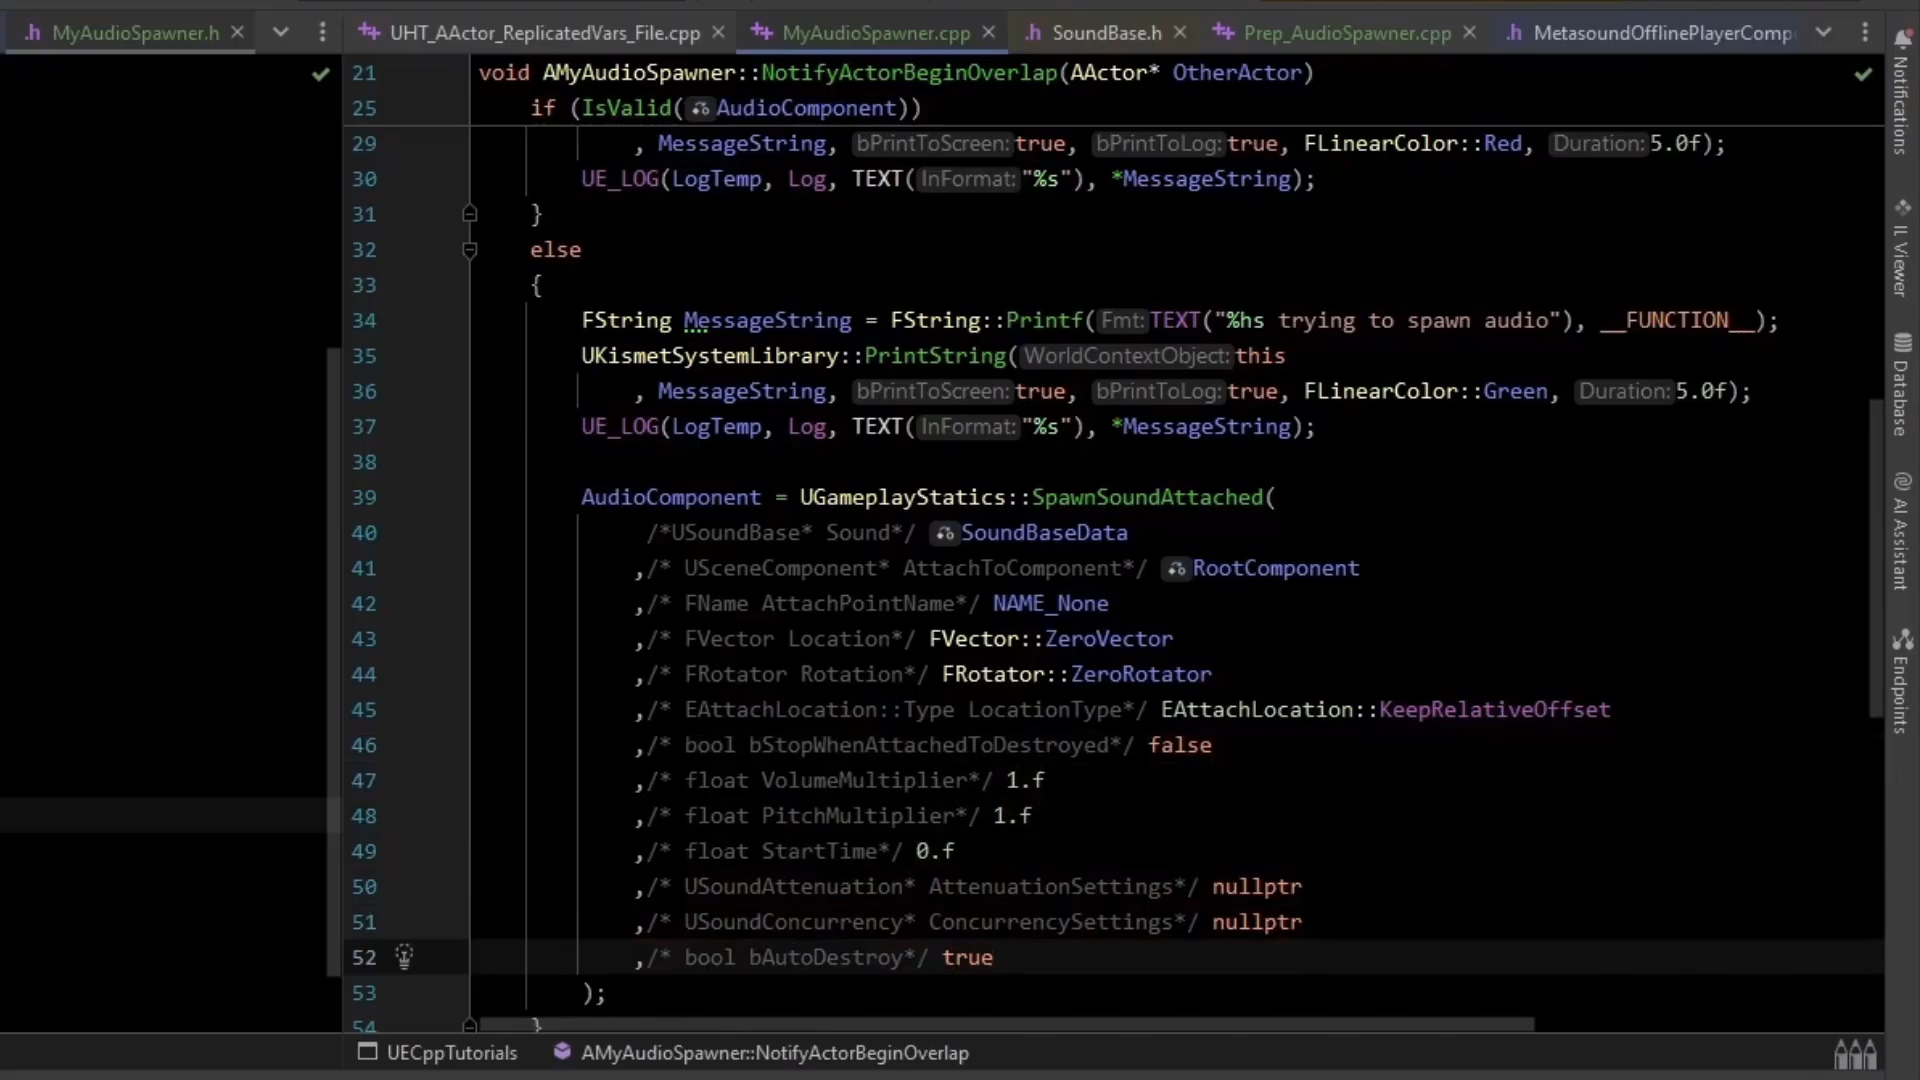 .h MyAudioSpawner.h
UHT_AActor_ReplicatedVars_File.cpp
MyAudioSpawner.cpp
.h SoundBase.h
Prep_AudioSpawner.cpp
.h MetasoundOfflinePlayerComp
21 void AMyAudioSpawner::NotifyActorBeginOverlap(AActor* OtherActor)
25 if (IsValid(AudioComponent))
29 , MessageString, bPrintToScreen: true, bPrintToLog: true, FLinearColor::Red, Duration: 5.0f);
30 UE_LOG(LogTemp, Log, TEXT( InFormat: "%s"), *MessageString);
31 }
32 else
33 {
34 FString MessageString = FString::Printf( Fmt: TEXT("%hs trying to spawn audio"), __FUNCTION__);
35 UKismetSystemLibrary::PrintString( WorldContextObject: this
36 , MessageString, bPrintToScreen: true, bPrintToLog: true, FLinearColor::Green, Duration: 5.0f);
37 UE_LOG(LogTemp, Log, TEXT( InFormat: "%s"), *MessageString);
38
39 AudioComponent = UGameplayStatics::SpawnSoundAttached(
40 /*USoundBase* Sound*/ SoundBaseData
41 ,/* USceneComponent* AttachToComponent*/ RootComponent
42 ,/* FName AttachPointName*/ NAME_None
43 ,/* FVector Location*/ FVector::ZeroVector
44 ,/* FRotator Rotation*/ FRotator::ZeroRotator
45 ,/* EAttachLocation::Type LocationType*/ EAttachLocation::KeepRelativeOffset
46 ,/* bool bStopWhenAttachedToDestroyed*/ false
47 ,/* float VolumeMultiplier*/ 1.f
48 ,/* float PitchMultiplier*/ 1.f
49 ,/* float StartTime*/ 0.f
50 ,/* USoundAttenuation* AttenuationSettings*/ nullptr
51 ,/* USoundConcurrency* ConcurrencySettings*/ nullptr
52 ,/* bool bAutoDestroy*/ true
53 );
54 }
UECppTutorials
AMyAudioSpawner::NotifyActorBeginOverlap
Notifications
IL Viewer
Database
AI Assistant
Endpoints